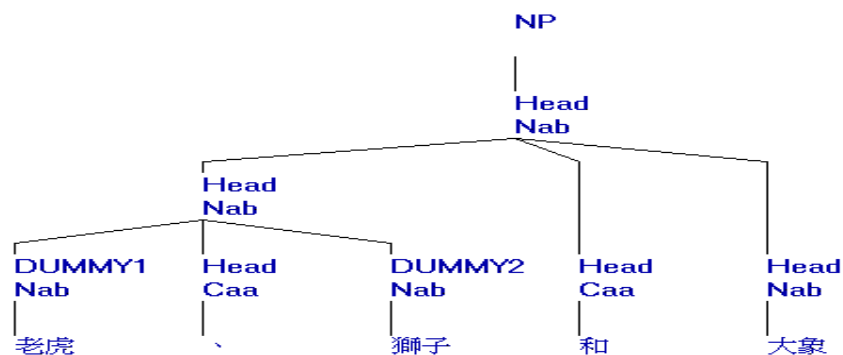 NP
Head
Nab
Head
Nab
DUMMY1 Head DUMMY2 Head Head
Nab Caa Nab Caa Nab
老虎 、 獅子 和 大象